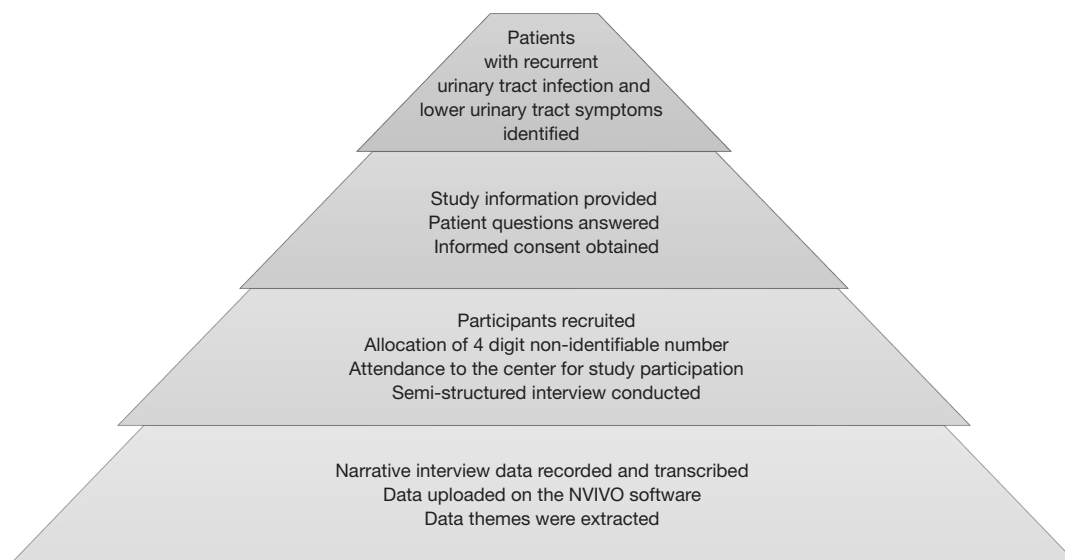 Patients
with recurrent
urinary tract infection and
lower urinary tract symptoms
identified
Study information provided
Patient questions answered
Informed consent obtained
Participants recruited
Allocation of 4 digit non-identifiable number
Attendance to the center for study participation
Semi-structured interview conducted
Narrative interview data recorded and transcribed
Data uploaded on the NVIVO software
Data themes were extracted